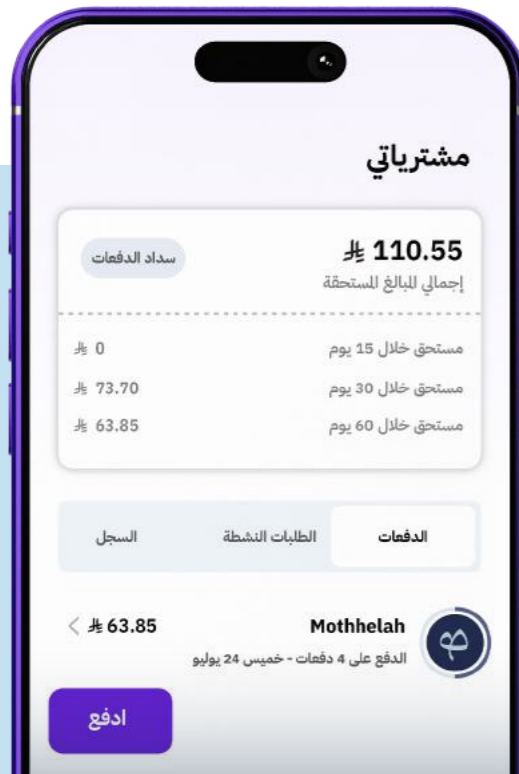 مشترياتي
110.55 ⃁
سداد الدفعات
إجمالي المبالغ المستحقة
مستحق خلال 15 يوم
0 ⃁
مستحق خلال 30 يوم
73.70 ⃁
مستحق خلال 60 يوم
63.85 ⃁
الدفعات
الطلبات النشطة
السجل
Mothhelah
63.85 ⃁
الدفع على 4 دفعات - خميس 24 يوليو
ادفع